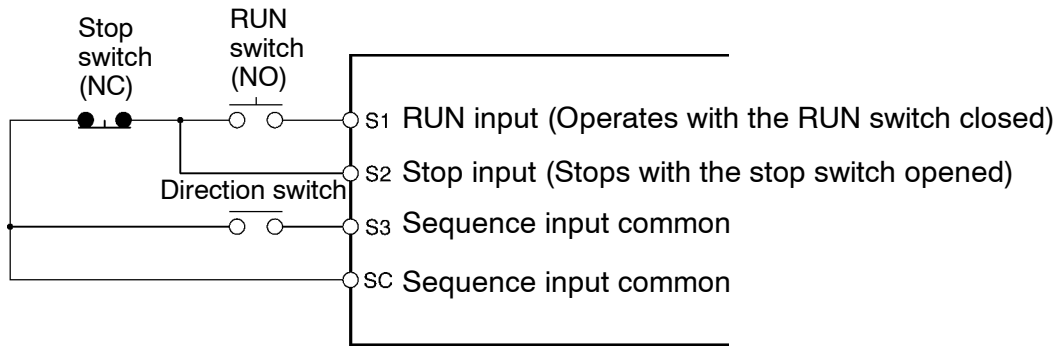 Stop
switch
(NC)
RUN
switch
(NO)
S1 RUN input (Operates with the RUN switch closed)
S2 Stop input (Stops with the stop switch opened)
Direction switch
S3 Sequence input common
SC Sequence input common